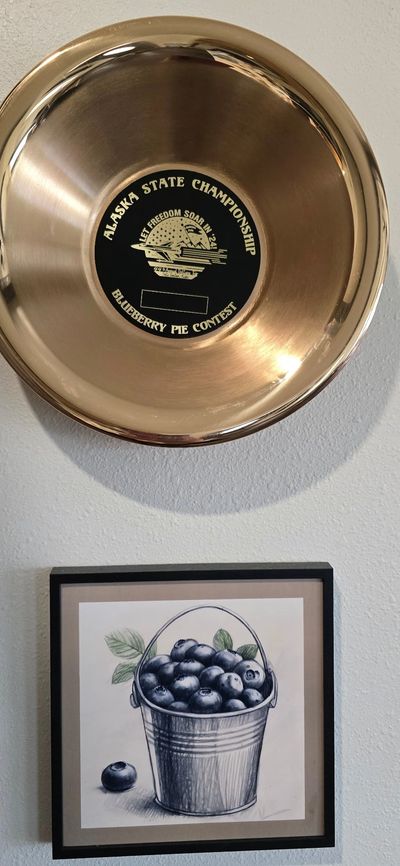 ALASKA STATE CHAMPIONSHIP
LET FREEDOM SOAR IN '24!
BLUEBERRY PIE CONTEST